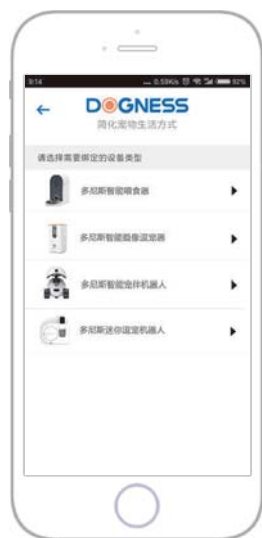 9:14 ... 0.59K/s 92%
DOGNESS
简化宠物生活方式
请选择需要绑定的设备类型
多尼斯智能喂食器
多尼斯智能摄像逗宠器
多尼斯智能宠伴机器人
多尼斯迷你逗宠机器人